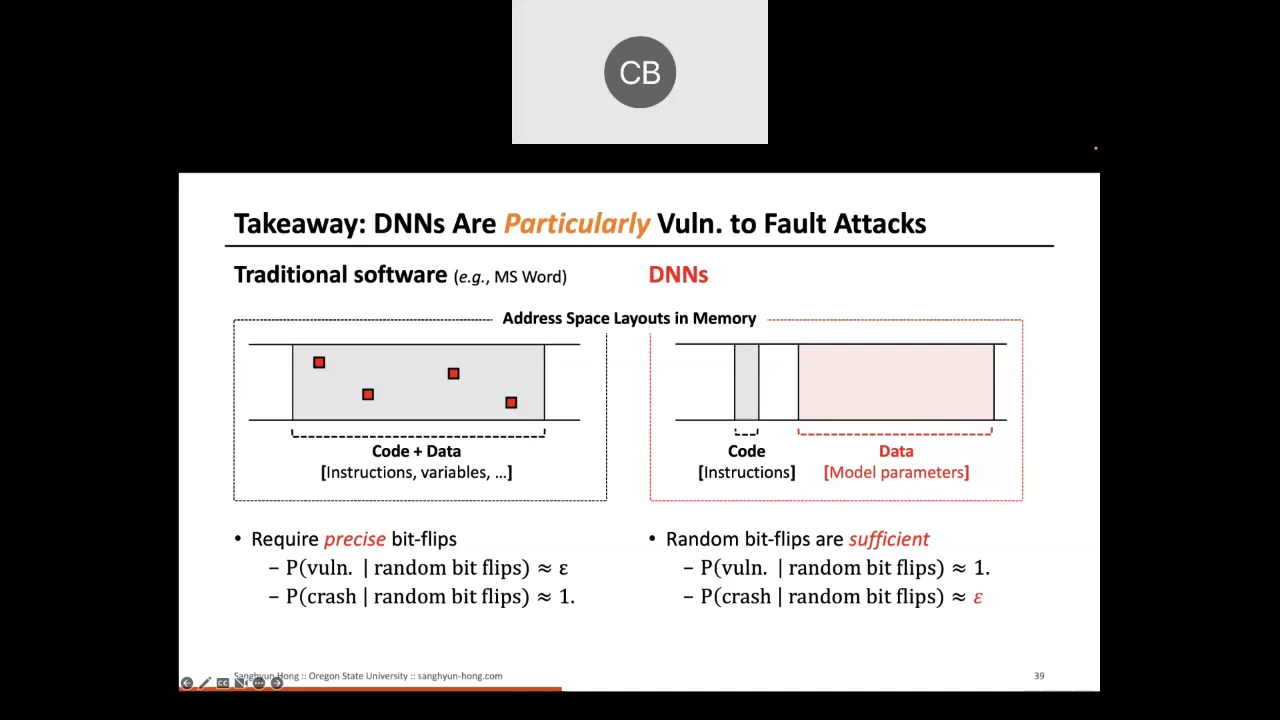 CB
Takeaway: DNNs Are Particularly Vuln. to Fault Attacks
Traditional software (e.g., MS Word)
DNNs
Address Space Layouts in Memory
Code + Data
[Instructions, variables, ...]
Code
[Instructions]
Data
[Model parameters]
• Require precise bit-flips
– P(vuln. | random bit flips) ≈ ε
– P(crash | random bit flips) ≈ 1.
• Random bit-flips are sufficient
– P(vuln. | random bit flips) ≈ 1.
– P(crash | random bit flips) ≈ ε
Sanghyun Hong :: Oregon State University :: sanghyun-hong.com
39